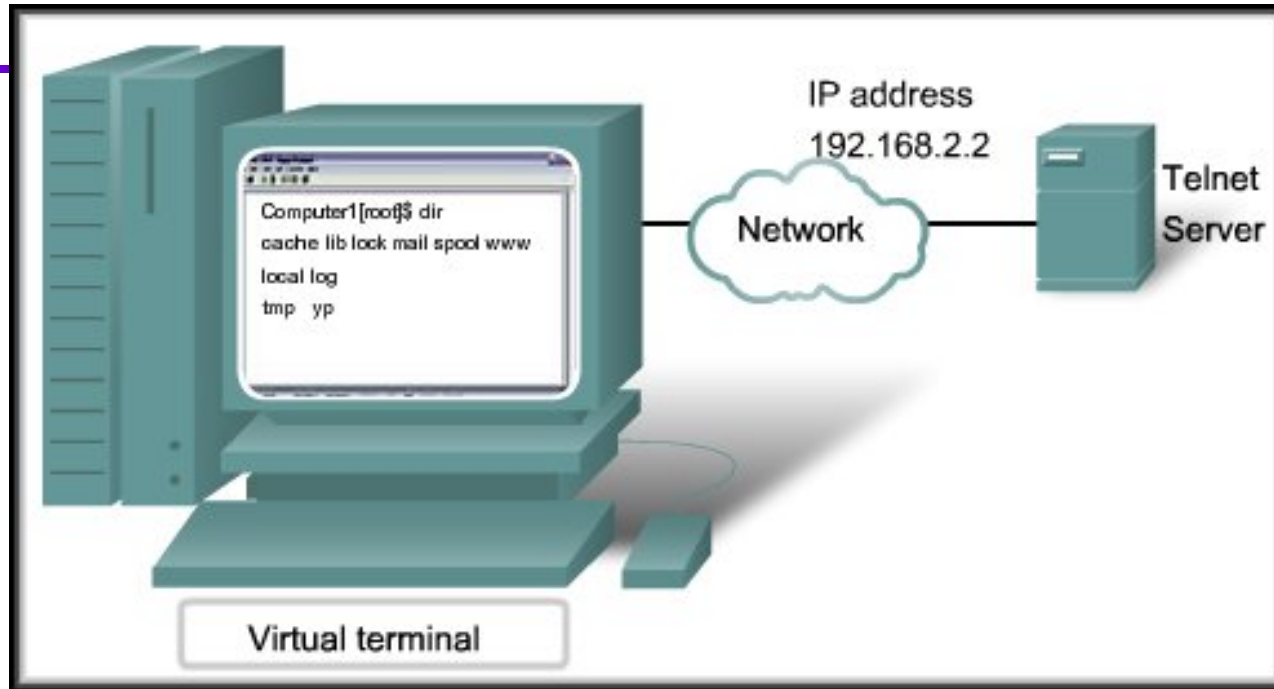 Computer1[root]$ dir
cache lib lock mail spool www
local log
tmp yp
IP address
192.168.2.2
Network
Telnet
Server
Virtual terminal